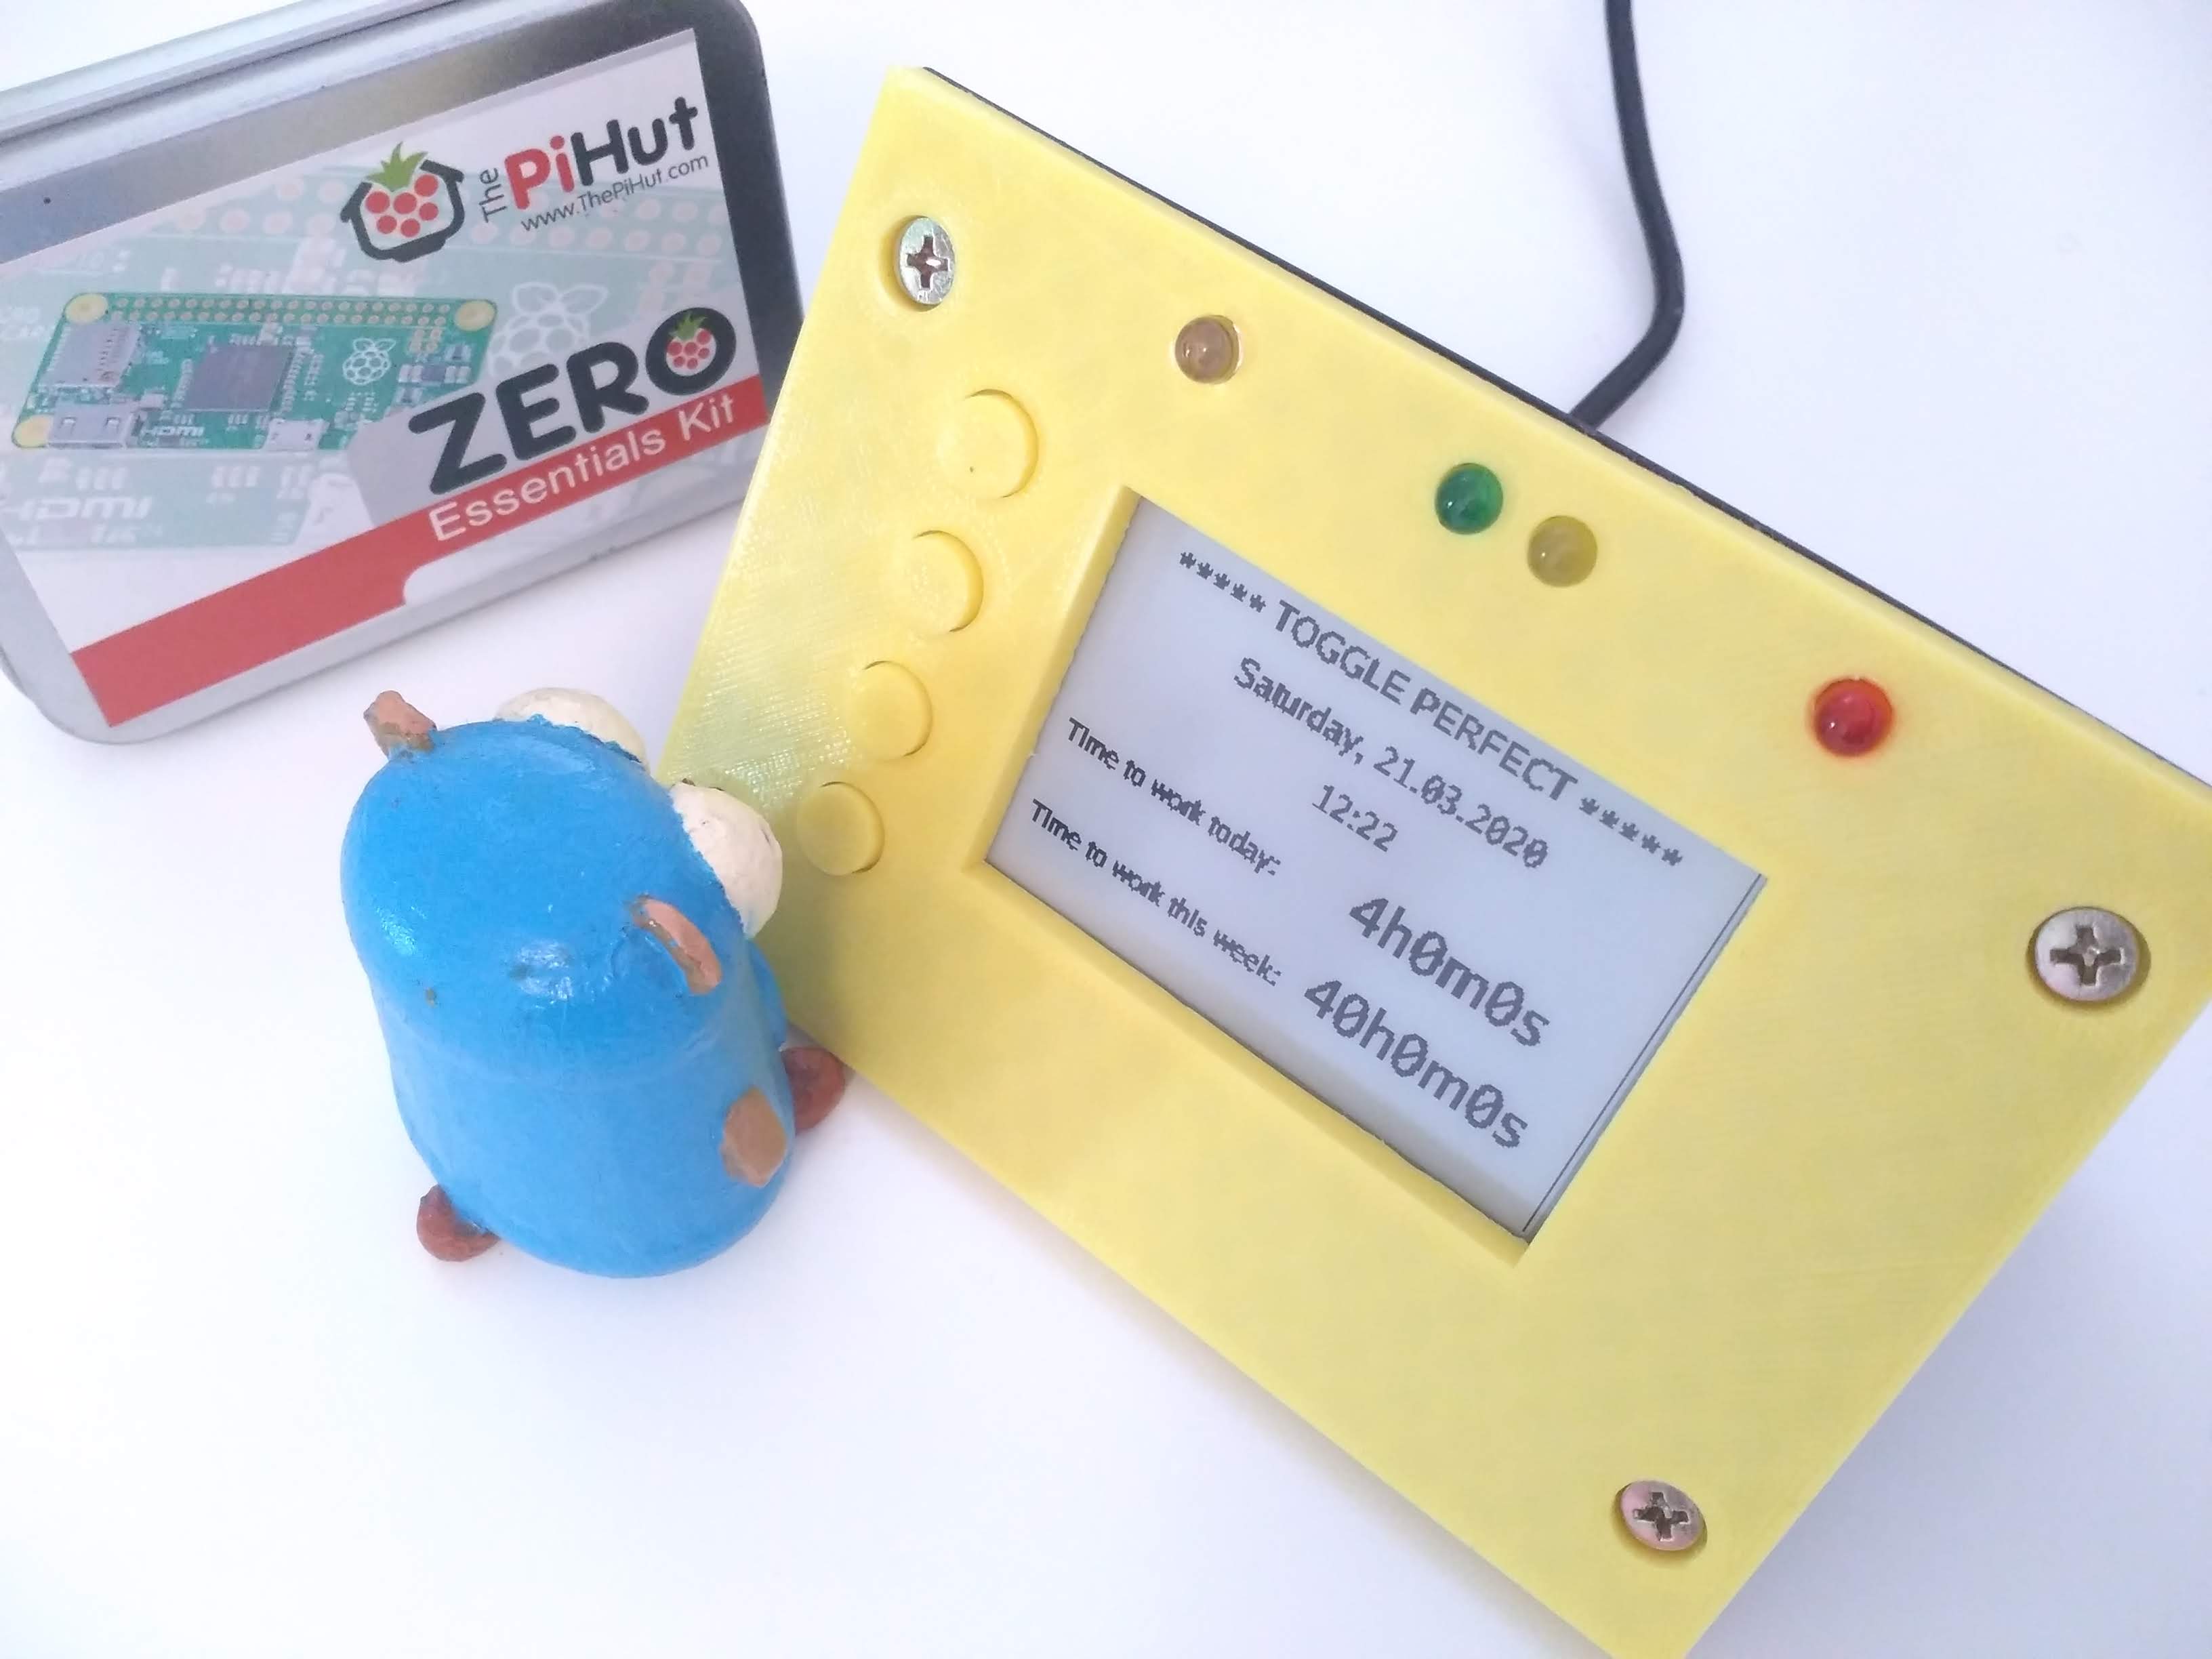 The PiHut
www.ThePiHut.com
ZERO
Essentials Kit
HDMI
HDMI
***** TOGGLE PERFECT *****
Saturday, 21.03.2020
12:22
Time to work today: 4h0m0s
Time to work this week: 40h0m0s